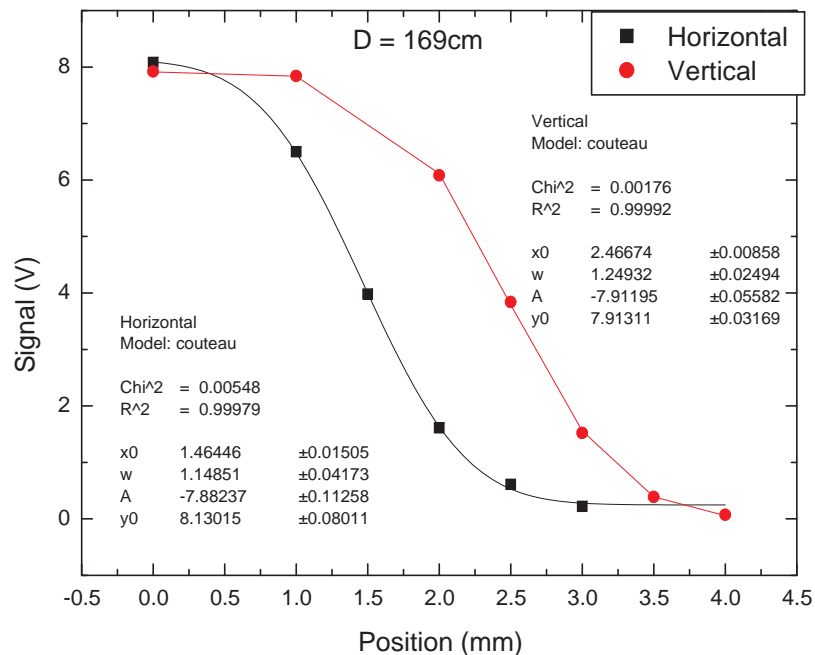 D = 169cm
Horizontal
Vertical
Vertical
Model: couteau
Chi^2 = 0.00176
R^2 = 0.99992
x0 2.46674 ±0.00858
w 1.24932 ±0.02494
A -7.91195 ±0.05582
y0 7.91311 ±0.03169
Horizontal
Model: couteau
Chi^2 = 0.00548
R^2 = 0.99979
x0 1.46446 ±0.01505
w 1.14851 ±0.04173
A -7.88237 ±0.11258
y0 8.13015 ±0.08011
Signal (V)
8
6
4
2
0
-0.5 0.0 0.5 1.0 1.5 2.0 2.5 3.0 3.5 4.0 4.5
Position (mm)